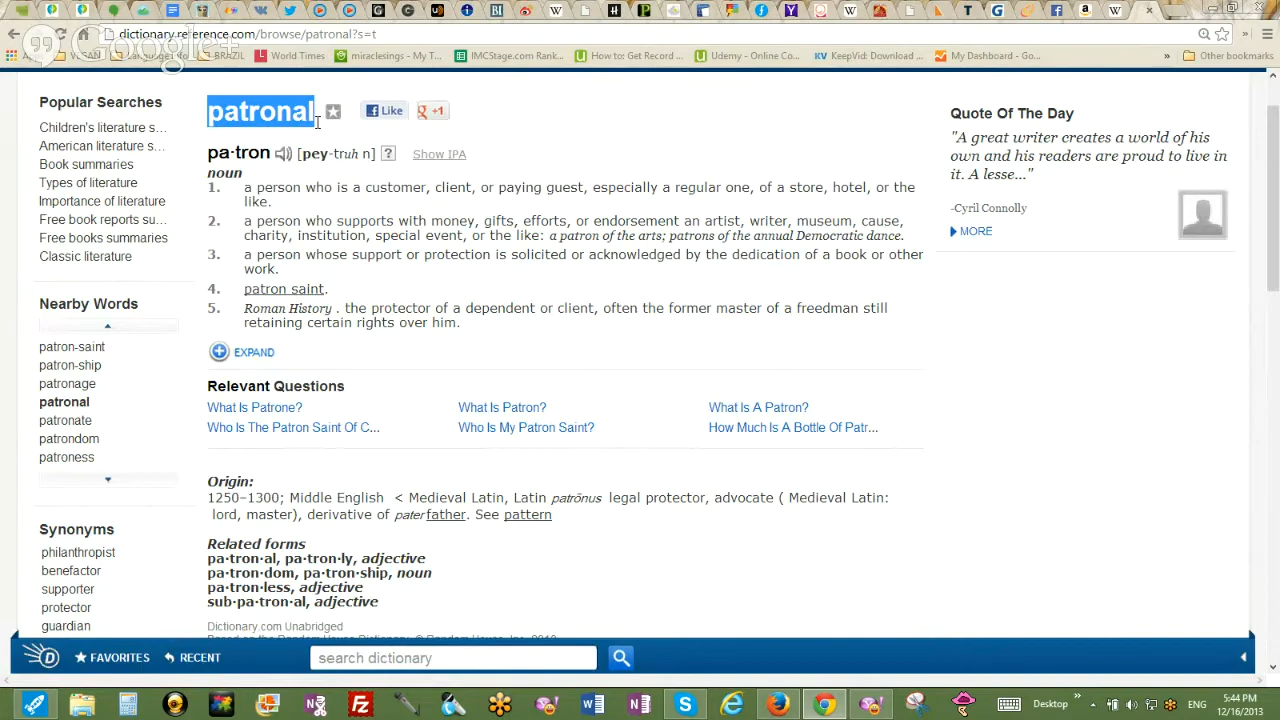 dictionary.reference.com/browse/patronal?s=t
Google+
BRAZIL
World Times
miraclesings - My T...
IMCStage.com Rank...
How to: Get Record ...
Udemy - Online Co...
KeepVid: Download ...
My Dashboard - Go...
»
Other bookmarks
Popular Searches
Children's literature s...
American literature s...
Book summaries
Types of literature
Importance of literature
Free book reports su...
Free books summaries
Classic literature
Nearby Words
patron-saint
patron-ship
patronage
patronal
patronate
patrondom
patroness
Synonyms
philanthropist
benefactor
supporter
protector
guardian
patronal
Like
+1
pa·tron [pey-truh n] ? Show IPA
noun
1. a person who is a customer, client, or paying guest, especially a regular one, of a store, hotel, or the
like.
2. a person who supports with money, gifts, efforts, or endorsement an artist, writer, museum, cause,
charity, institution, special event, or the like: a patron of the arts; patrons of the annual Democratic dance.
3. a person whose support or protection is solicited or acknowledged by the dedication of a book or other
work.
4. patron saint.
5. Roman History . the protector of a dependent or client, often the former master of a freedman still
retaining certain rights over him.
EXPAND
Relevant Questions
What Is Patrone? What Is Patron? What Is A Patron?
Who Is The Patron Saint Of C... Who Is My Patron Saint? How Much Is A Bottle Of Patr...
Origin:
1250–1300; Middle English < Medieval Latin, Latin patrōnus legal protector, advocate ( Medieval Latin:
lord, master), derivative of pater father. See pattern
Related forms
pa·tron·al, pa·tron·ly, adjective
pa·tron·dom, pa·tron·ship, noun
pa·tron·less, adjective
sub·pa·tron·al, adjective
Dictionary.com Unabridged
Quote Of The Day
"A great writer creates a world of his
own and his readers are proud to live in
it. A lesse..."
-Cyril Connolly
MORE
FAVORITES
RECENT
search dictionary
Desktop
»
ENG
5:44 PM
12/16/2013